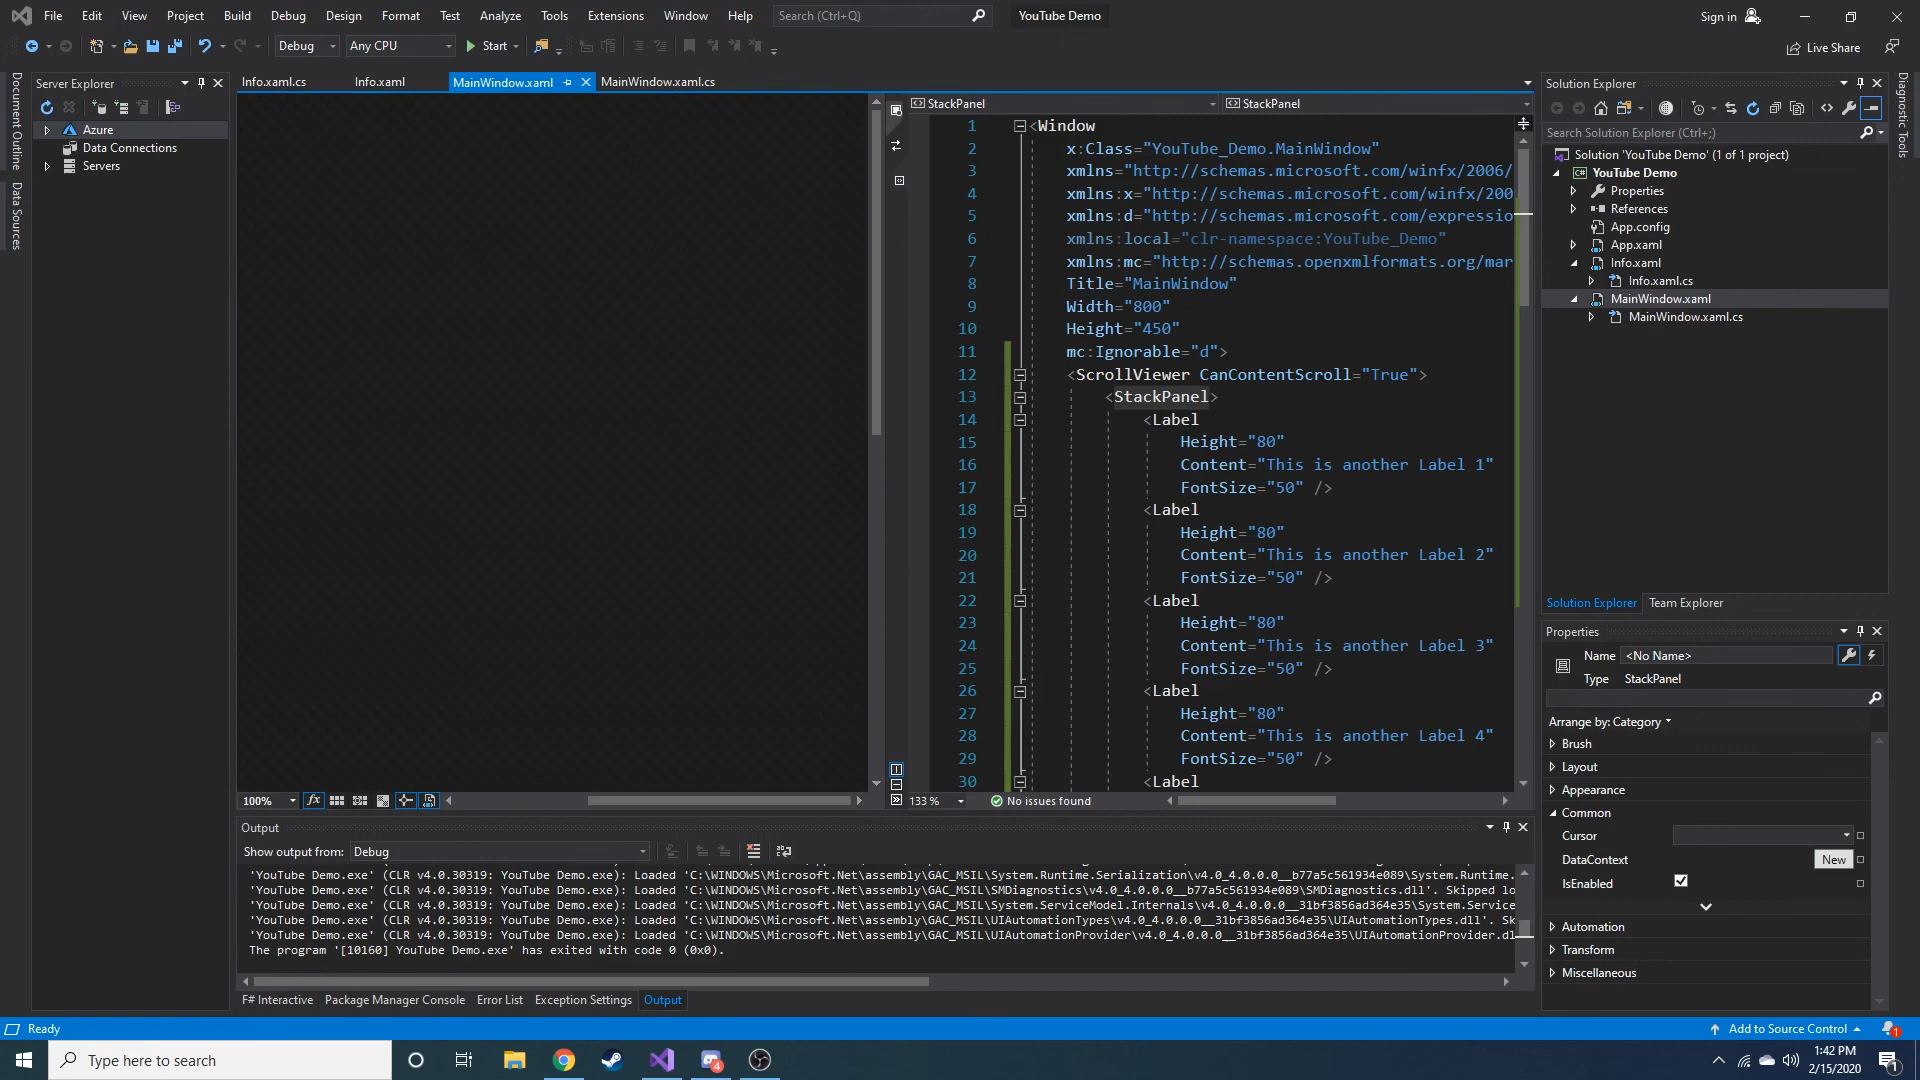 File Edit View Project Build Debug Design Format Test Analyze Tools Extensions Window Help Search (Ctrl+Q) YouTube Demo Sign in
Debug Any CPU Start Live Share
Document Outline
Data Sources
Server Explorer
Azure
Data Connections
Servers
Info.xaml.cs Info.xaml MainWindow.xaml MainWindow.xaml.cs
StackPanel StackPanel
1 <Window
2 x:Class="YouTube_Demo.MainWindow"
3 xmlns="http://schemas.microsoft.com/winfx/2006/
4 xmlns:x="http://schemas.microsoft.com/winfx/200
5 xmlns:d="http://schemas.microsoft.com/expressio
6 xmlns:local="clr-namespace:YouTube_Demo"
7 xmlns:mc="http://schemas.openxmlformats.org/mar
8 Title="MainWindow"
9 Width="800"
10 Height="450"
11 mc:Ignorable="d">
12 <ScrollViewer CanContentScroll="True">
13 <StackPanel>
14 <Label
15 Height="80"
16 Content="This is another Label 1"
17 FontSize="50" />
18 <Label
19 Height="80"
20 Content="This is another Label 2"
21 FontSize="50" />
22 <Label
23 Height="80"
24 Content="This is another Label 3"
25 FontSize="50" />
26 <Label
27 Height="80"
28 Content="This is another Label 4"
29 FontSize="50" />
30 <Label
100% fx 133 % No issues found
Output
Show output from: Debug
'YouTube Demo.exe' (CLR v4.0.30319: YouTube Demo.exe): Loaded 'C:\WINDOWS\Microsoft.Net\assembly\GAC_MSIL\System.Runtime.Serialization\v4.0_4.0.0.0__b77a5c561934e089\System.Runtime.
'YouTube Demo.exe' (CLR v4.0.30319: YouTube Demo.exe): Loaded 'C:\WINDOWS\Microsoft.Net\assembly\GAC_MSIL\SMDiagnostics\v4.0_4.0.0.0__b77a5c561934e089\SMDiagnostics.dll'. Skipped lo
'YouTube Demo.exe' (CLR v4.0.30319: YouTube Demo.exe): Loaded 'C:\WINDOWS\Microsoft.Net\assembly\GAC_MSIL\System.ServiceModel.Internals\v4.0_4.0.0.0__31bf3856ad364e35\System.Service
'YouTube Demo.exe' (CLR v4.0.30319: YouTube Demo.exe): Loaded 'C:\WINDOWS\Microsoft.Net\assembly\GAC_MSIL\UIAutomationTypes\v4.0_4.0.0.0__31bf3856ad364e35\UIAutomationTypes.dll'. Sk
'YouTube Demo.exe' (CLR v4.0.30319: YouTube Demo.exe): Loaded 'C:\WINDOWS\Microsoft.Net\assembly\GAC_MSIL\UIAutomationProvider\v4.0_4.0.0.0__31bf3856ad364e35\UIAutomationProvider.dl
The program '[10160] YouTube Demo.exe' has exited with code 0 (0x0).
F# Interactive Package Manager Console Error List Exception Settings Output
Solution Explorer
Search Solution Explorer (Ctrl+;)
Solution 'YouTube Demo' (1 of 1 project)
C# YouTube Demo
Properties
References
App.config
App.xaml
Info.xaml
Info.xaml.cs
MainWindow.xaml
MainWindow.xaml.cs
Solution Explorer Team Explorer
Properties
Name <No Name>
Type StackPanel
Arrange by: Category
Brush
Layout
Appearance
Common
Cursor
DataContext New
IsEnabled
Automation
Transform
Miscellaneous
Diagnostic Tools
Ready Add to Source Control 1
Type here to search 4 1:42 PM
2/15/2020 1